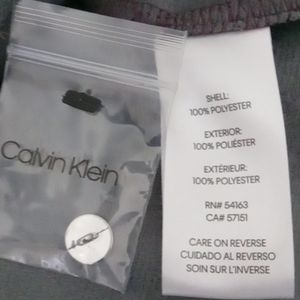 Calvin Klein
SHELL:
100% POLYESTER
EXTERIOR:
100% POLIÉSTER
EXTÉRIEUR:
100% POLYESTER
RN# 54163
CA# 57151
CARE ON REVERSE
CUIDADO AL REVERSO
SOIN SUR L'INVERSE